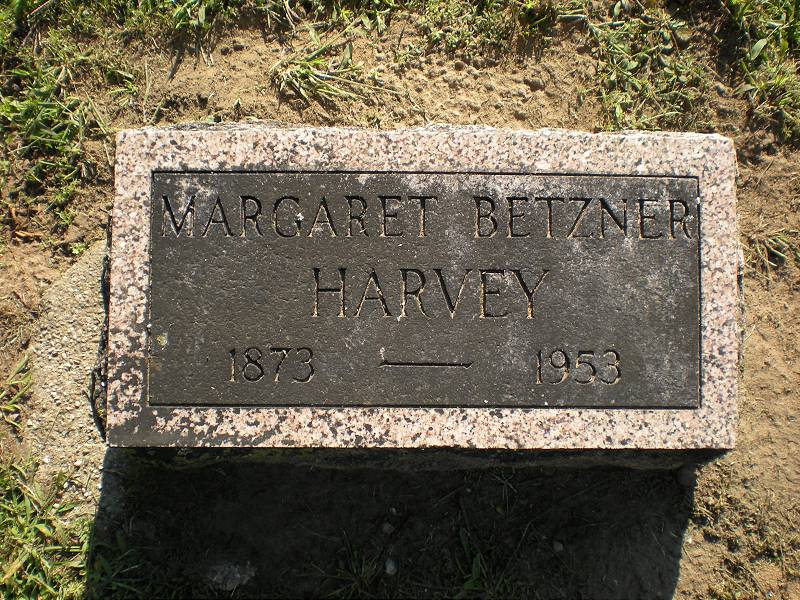 MARGARET BETZNER
HARVEY
1873 — 1953